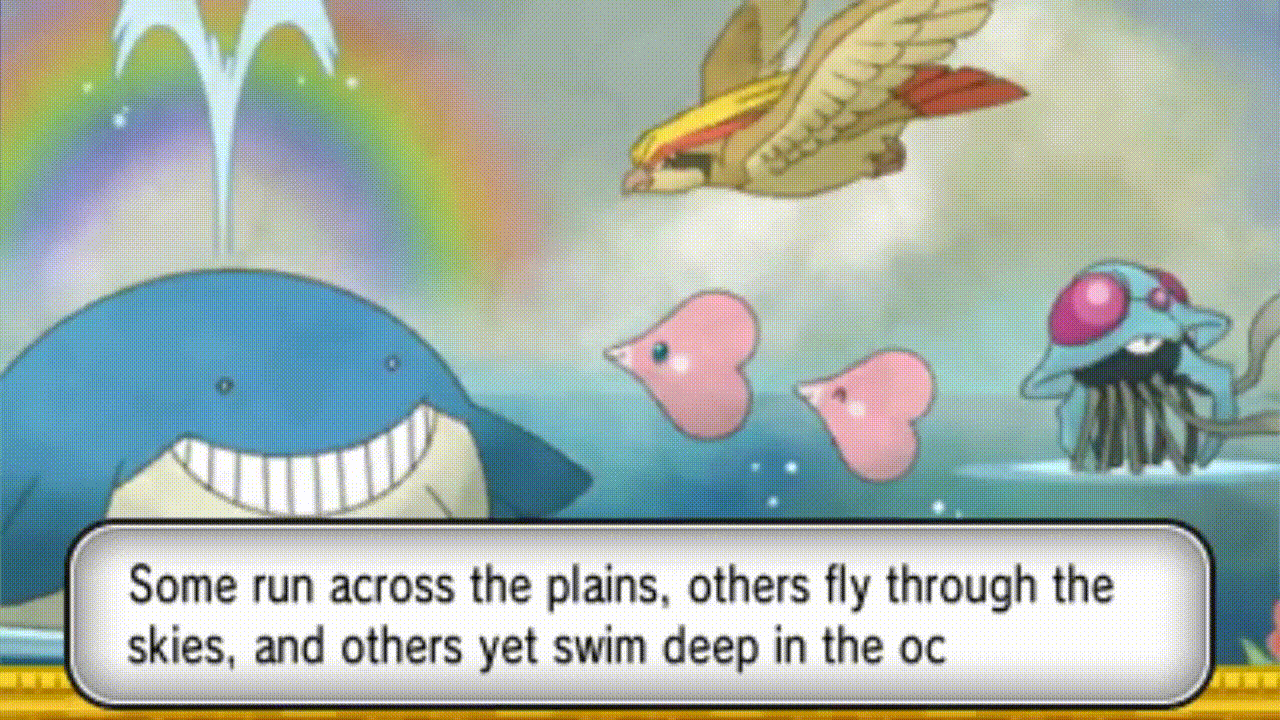 Some run across the plains, others fly through the
skies, and others yet swim deep in the oc